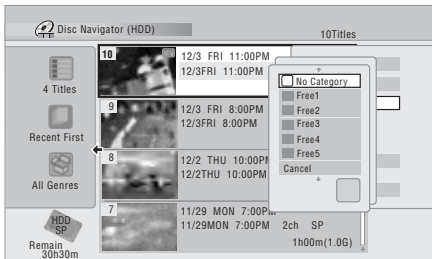 Disc Navigator (HDD)
10Titles
4 Titles
Recent First
All Genres
HDD
SP
Remain
30h30m
10
12/3 FRI 11:00PM
12/3FRI 11:00PM
9
12/3 FRI 8:00PM
12/3FRI 8:00PM
8
12/2 THU 10:00PM
12/2THU 10:00PM
7
11/29 MON 7:00PM
11/29MON 7:00PM 2ch SP
1h00m(1.0G)
No Category
Free1
Free2
Free3
Free4
Free5
Cancel